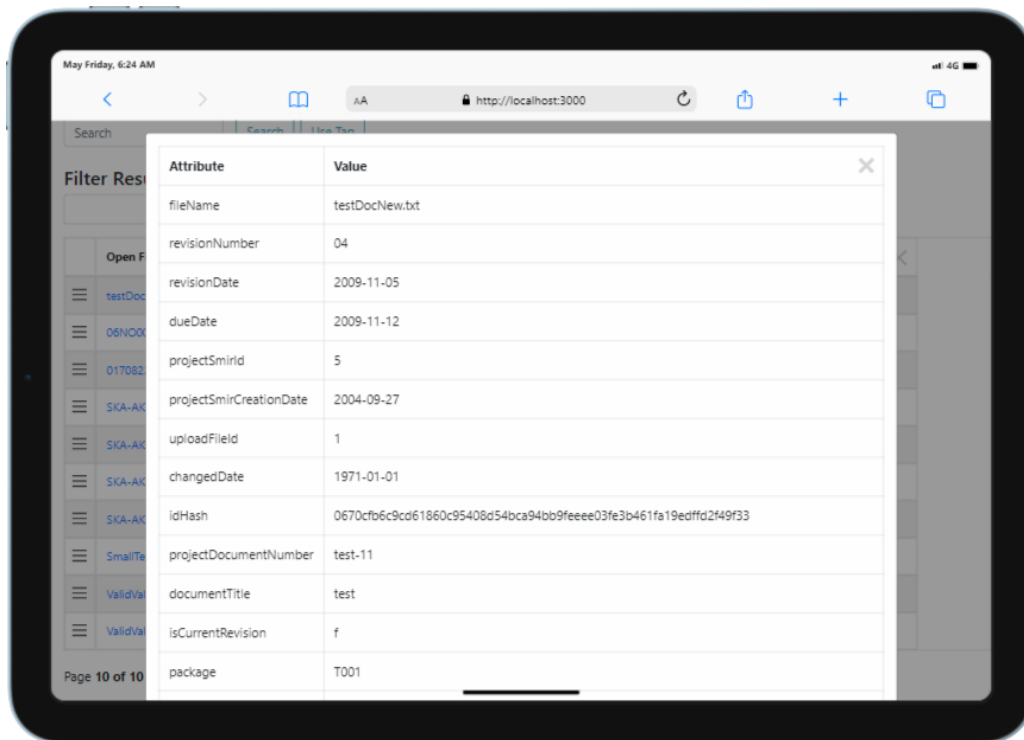 May Friday, 6:24 AM
4G
AA http://localhost:3000
Search Search Use Tag
Filter
Attribute Value
fileName testDocNew.txt
revisionNumber 04
revisionDate 2009-11-05
dueDate 2009-11-12
projectSmirId 5
projectSmirCreationDate 2004-09-27
uploadFileId 1
changedDate 1971-01-01
idHash 0670cfb6c9cd61860c95408d54bca94bb9feeee03fe3b461fa19edffd2f49f33
projectDocumentNumber test-11
documentTitle test
isCurrentRevision f
package T001
Open F
testDoc
06NO00
017082
SKA-AK
SKA-AK
SKA-AK
SKA-AK
SmallTe
ValidVal
ValidVal
Page 10 of 10